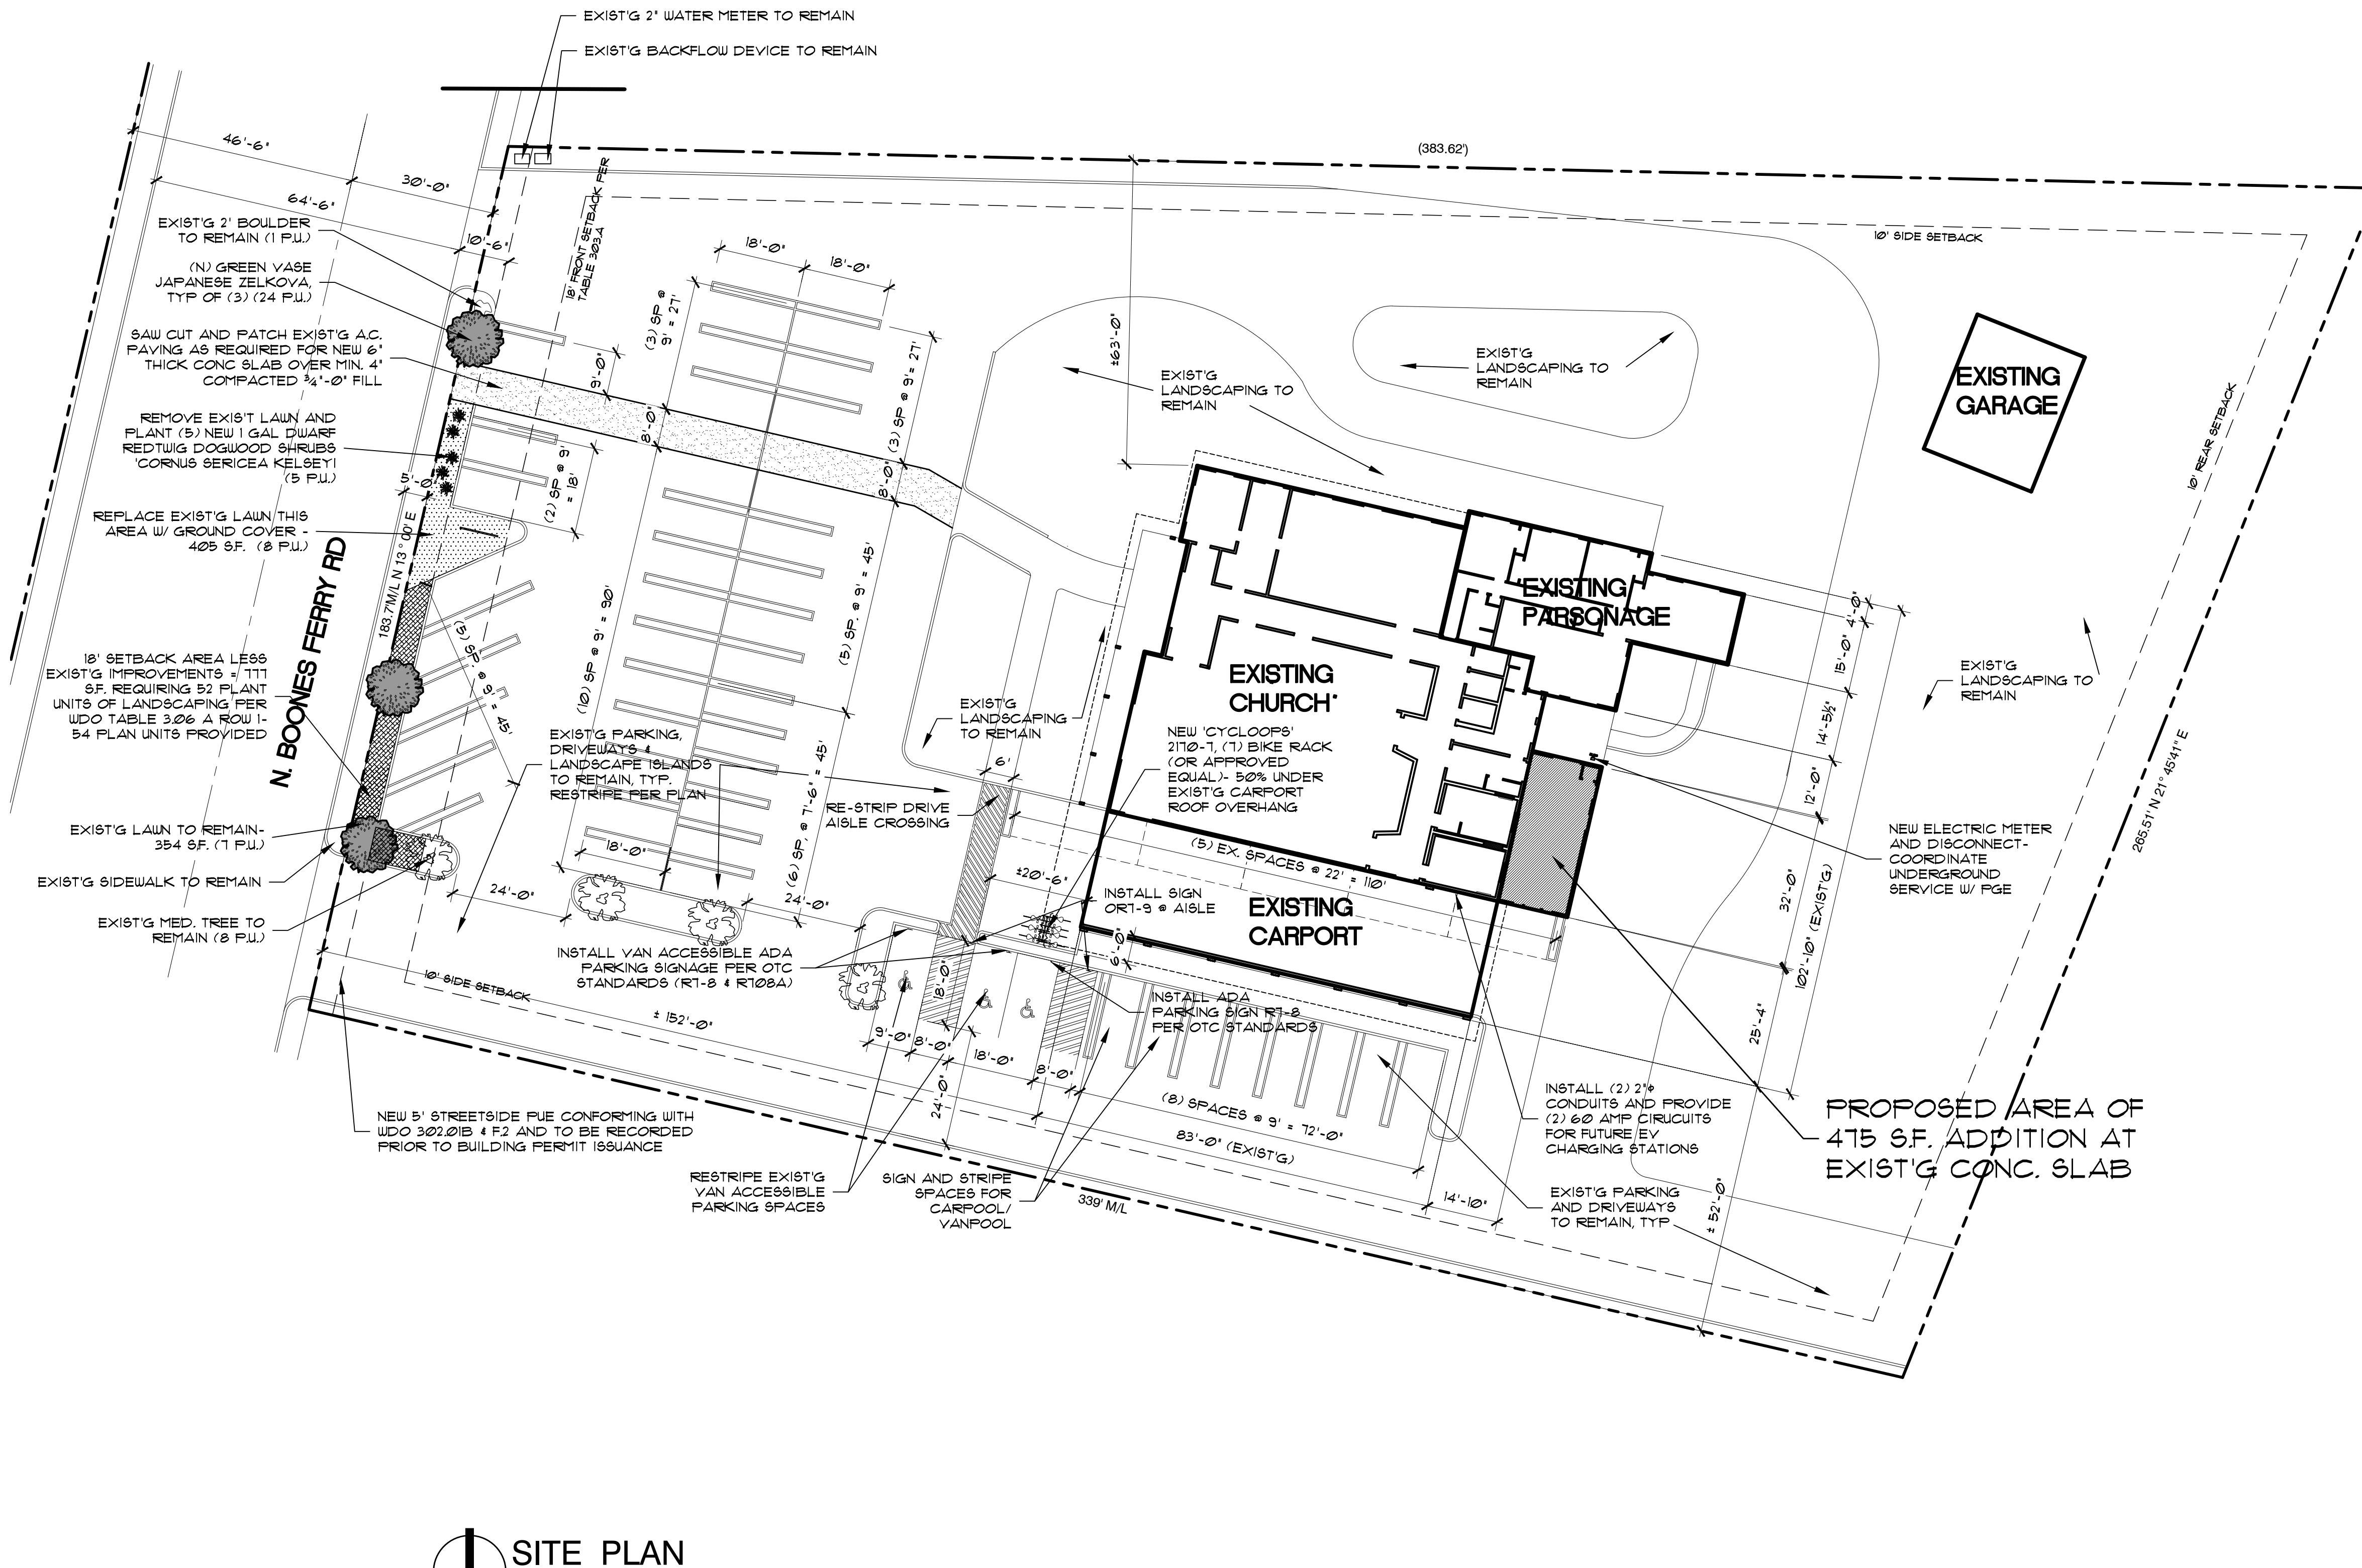 EXIST'G 2" WATER METER TO REMAIN
EXIST'G BACKFLOW DEVICE TO REMAIN
(383.62')
46'-6"
30'-0"
64'-6"
10'-6"
EXIST'G 2' BOULDER
TO REMAIN (1 P.U.)
(N) GREEN VASE
JAPANESE ZELKOVA,
TYP OF (3) (24 P.U.)
SAW CUT AND PATCH EXIST'G A.C.
PAVING AS REQUIRED FOR NEW 6"
THICK CONC SLAB OVER MIN. 4"
COMPACTED ¾"-0" FILL
REMOVE EXIS'T LAWN AND
PLANT (5) NEW 1 GAL DWARF
REDTWIG DOGWOOD SHRUBS
'CORNUS SERICEA KELSEYI
(5 P.U.)
5'-0"
REPLACE EXIST'G LAWN THIS
AREA W/ GROUND COVER -
405 S.F. (8 P.U.)
183.7'M/L N 13° 00' E
N. BOONES FERRY RD
18' SETBACK AREA LESS
EXIST'G IMPROVEMENTS = 777
S.F. REQUIRING 52 PLANT
UNITS OF LANDSCAPING PER
WDO TABLE 3.06 A ROW 1-
54 PLAN UNITS PROVIDED
EXIST'G LAWN TO REMAIN-
354 S.F. (7 P.U.)
EXIST'G SIDEWALK TO REMAIN
EXIST'G MED. TREE TO
REMAIN (8 P.U.)
18' FRONT SETBACK PER
TABLE 303.A
18'-0"
18'-0"
(3) SP @
9' = 27'
9'-0"
(3) SP @ 9' = 27'
8'-0"
8'-0"
(2) SP @ 9'
= 18'
(5) SP. @ 9' = 45'
(10) SP @ 9' = 90'
(5) SP. @ 9' = 45'
(6) SP. @ 7'-6" = 45'
EXIST'G PARKING,
DRIVEWAYS &
LANDSCAPE ISLANDS
TO REMAIN, TYP.
RESTRIPE PER PLAN
18'-0"
24'-0"
24'-0"
±63'-0"
EXIST'G
LANDSCAPING TO
REMAIN
EXIST'G
LANDSCAPING TO
REMAIN
10' SIDE SETBACK
EXISTING
GARAGE
10' REAR SETBACK
EXISTING
PARSONAGE
EXISTING
CHURCH
EXIST'G
LANDSCAPING
TO REMAIN
6'
RE-STRIP DRIVE
AISLE CROSSING
NEW 'CYCLOOPS'
2170-7, (7) BIKE RACK
(OR APPROVED
EQUAL)- 50% UNDER
EXIST'G CARPORT
ROOF OVERHANG
(5) EX. SPACES @ 22' = 110'
±20'-6"
INSTALL SIGN
OR7-9 @ AISLE
EXISTING
CARPORT
6'-0"
4'-0"
15'-0"
14'-5½"
12'-0"
32'-0"
102'-10" (EXIST'G)
25'-4"
± 52'-0"
EXIST'G
LANDSCAPING TO
REMAIN
265.51' N 21° 45'41" E
NEW ELECTRIC METER
AND DISCONNECT-
COORDINATE
UNDERGROUND
SERVICE W/ PGE
INSTALL VAN ACCESSIBLE ADA
PARKING SIGNAGE PER OTC
STANDARDS (R7-8 & R708A)
18'-0"
INSTALL ADA
PARKING SIGN R7-8
PER OTC STANDARDS
10' SIDE SETBACK
± 152'-0"
9'-0"
8'-0"
18'-0"
8'-0"
24'-0"
(8) SPACES @ 9' = 72'-0"
83'-0" (EXIST'G)
14'-10"
339' M/L
NEW 5' STREETSIDE PUE CONFORMING WITH
WDO 302.01B & F.2 AND TO BE RECORDED
PRIOR TO BUILDING PERMIT ISSUANCE
RESTRIPE EXIST'G
VAN ACCESSIBLE
PARKING SPACES
SIGN AND STRIPE
SPACES FOR
CARPOOL/
VANPOOL
INSTALL (2) 2"φ
CONDUITS AND PROVIDE
(2) 60 AMP CIRUCUITS
FOR FUTURE EV
CHARGING STATIONS
EXIST'G PARKING
AND DRIVEWAYS
TO REMAIN, TYP
PROPOSED AREA OF
475 S.F. ADDITION AT
EXIST'G CONC. SLAB
SITE PLAN